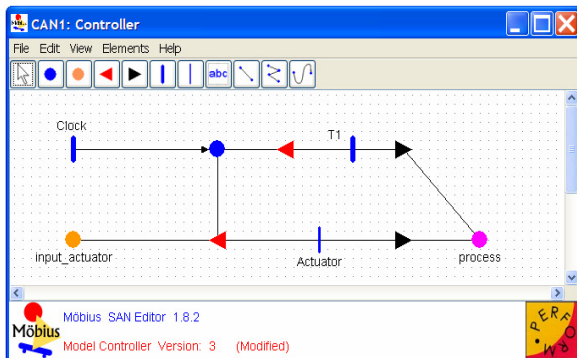 CAN1: Controller
File Edit View Elements Help
abc
Clock
T1
input_actuator
Actuator
process
Möbius
Möbius SAN Editor 1.8.2
Model Controller Version: 3 (Modified)
PERFORM